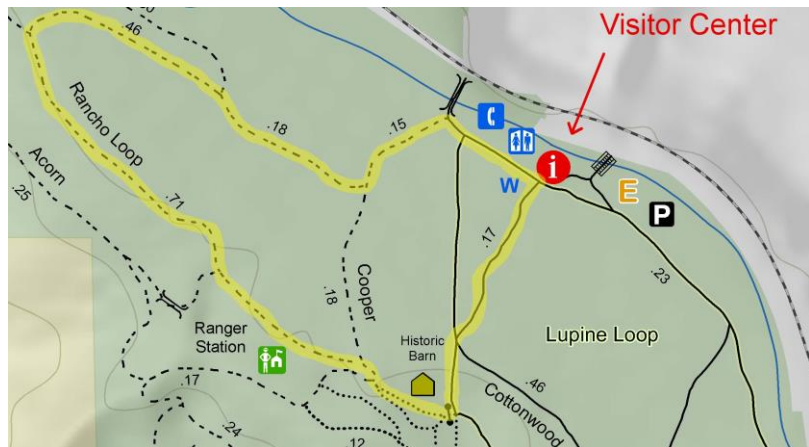 Visitor Center
.46
Rancho Loop
.18
.15
i
W
E
P
Acorn
.71
.25
.17
.23
Cooper
.18
Ranger
Station
Historic
Barn
Lupine Loop
.17
.46
Cottonwood
.24
.12